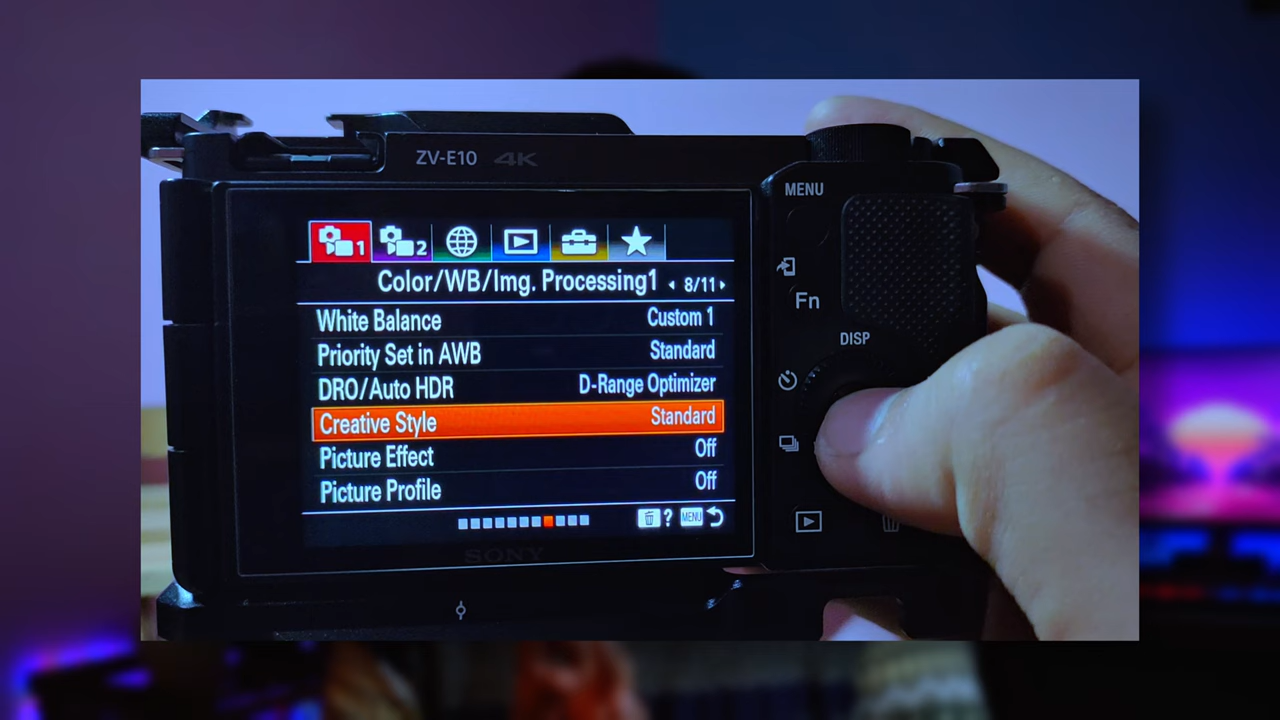 ZV-E10 4K
MENU
1 2
Color/WB/Img. Processing1 8/11
White Balance Custom 1
Priority Set in AWB Standard
DRO/Auto HDR D-Range Optimizer
Creative Style Standard
Picture Effect Off
Picture Profile Off
? MENU
SONY
Fn
DISP